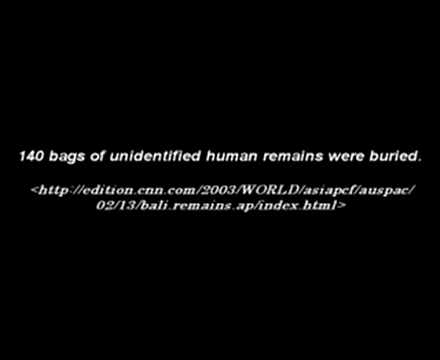 140 bags of unidentified human remains were buried.
<http://edition.cnn.com/2003/WORLD/asiapcf/auspac/
02/13/bali.remains.ap/index.html>